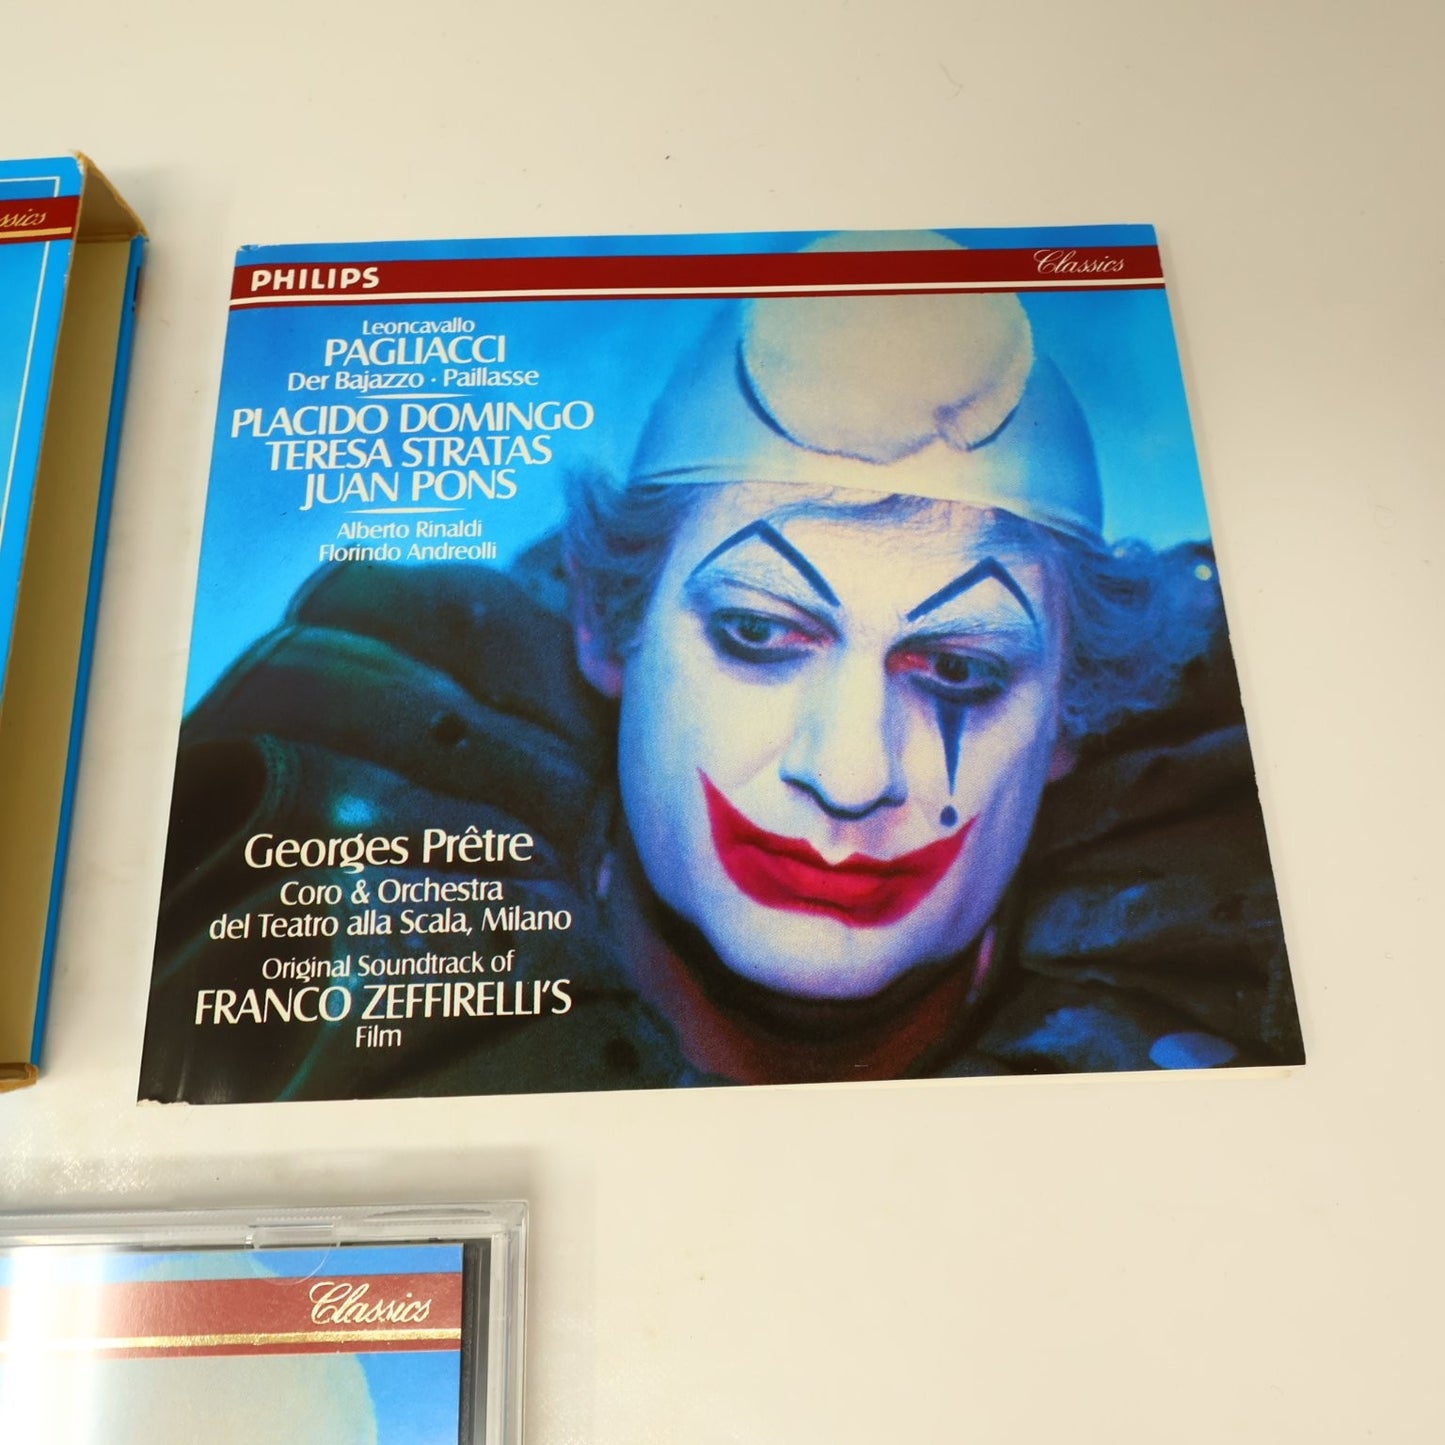 PHILIPS
Classics
Leoncavallo
PAGLIACCI
Der Bajazzo · Paillasse
PLACIDO DOMINGO
TERESA STRATAS
JUAN PONS
Alberto Rinaldi
Florindo Andreolli
Georges Prêtre
Coro & Orchestra
del Teatro alla Scala, Milano
Original Soundtrack of
FRANCO ZEFFIRELLI'S
Film
Classics